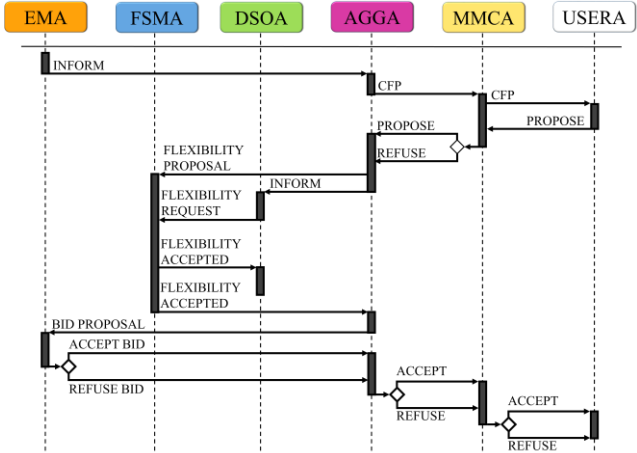 EMA FSMA DSOA AGGA MMCA USERA
INFORM
CFP
CFP
PROPOSE
PROPOSE
REFUSE
FLEXIBILITY
PROPOSAL
INFORM
FLEXIBILITY
REQUEST
FLEXIBILITY
ACCEPTED
FLEXIBILITY
ACCEPTED
BID PROPOSAL
ACCEPT BID
REFUSE BID
ACCEPT
REFUSE
ACCEPT
REFUSE